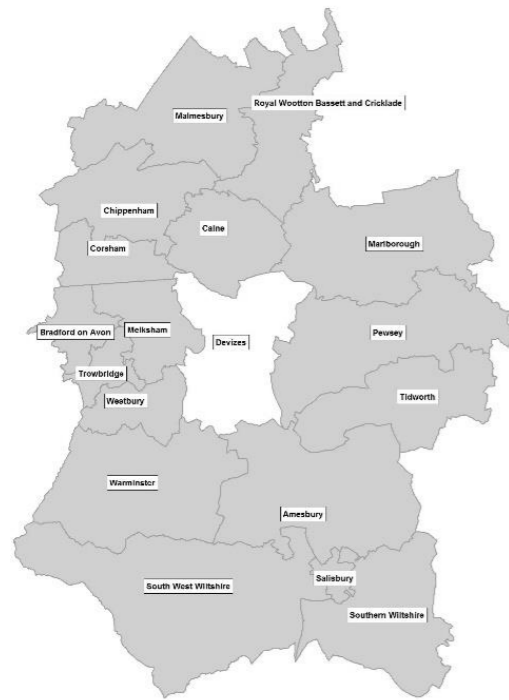 Royal Wootton Bassett and Cricklade
Malmesbury
Chippenham
Calne
Corsham
Marlborough
Bradford on Avon
Melksham
Devizes
Pewsey
Trowbridge
Westbury
Tidworth
Warminster
Amesbury
Salisbury
South West Wiltshire
Southern Wiltshire